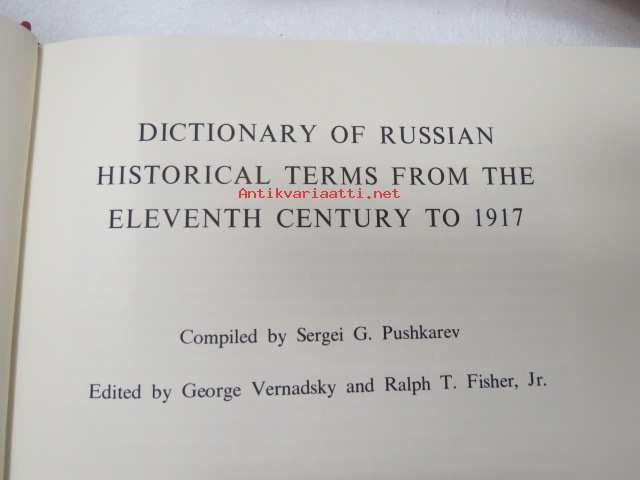 DICTIONARY OF RUSSIAN
HISTORICAL TERMS FROM THE
Antikvariaatti.net
ELEVENTH CENTURY TO 1917
Compiled by Sergei G. Pushkarev
Edited by George Vernadsky and Ralph T. Fisher, Jr.